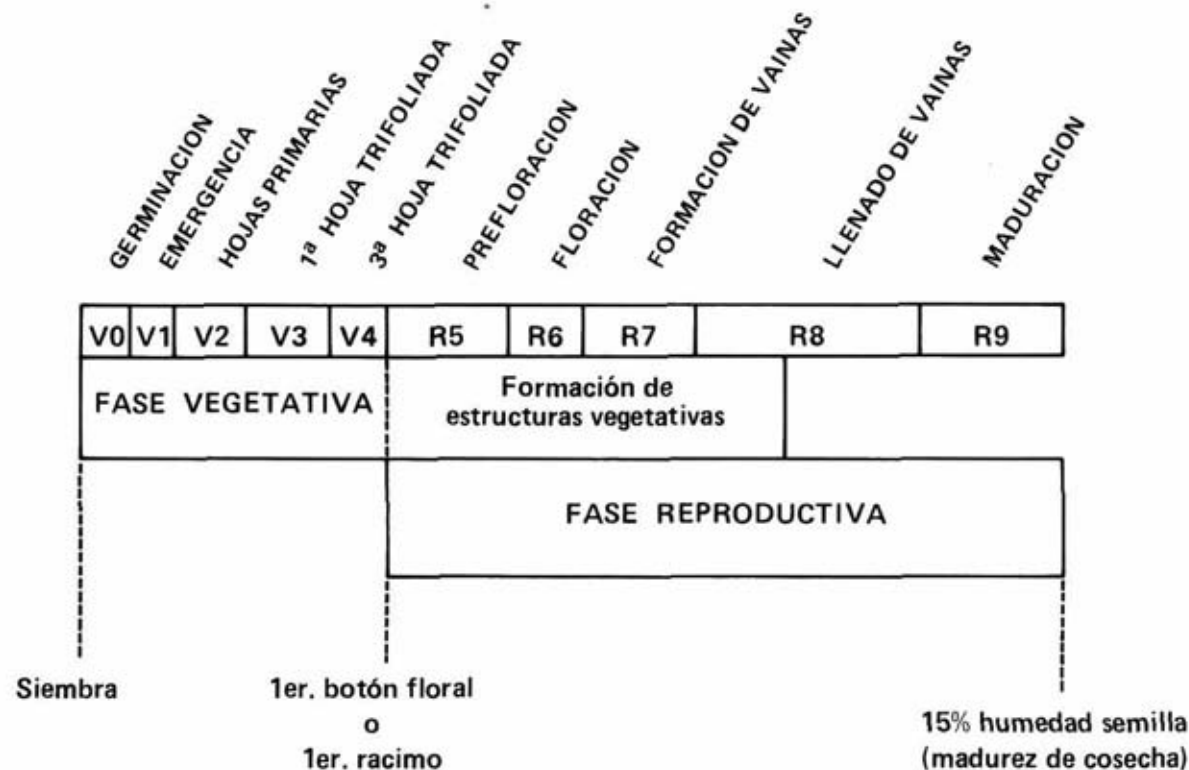 GERMINACION
EMERGENCIA
HOJAS PRIMARIAS
1ª HOJA TRIFOLIADA
3ª HOJA TRIFOLIADA
PREFLORACION
FLORACION
FORMACION DE VAINAS
LLENADO DE VAINAS
MADURACION
V0 V1 V2 V3 V4 R5 R6 R7 R8 R9
FASE VEGETATIVA
Formación de
estructuras vegetativas
FASE REPRODUCTIVA
Siembra
1er. botón floral
o
1er. racimo
15% humedad semilla
(madurez de cosecha)